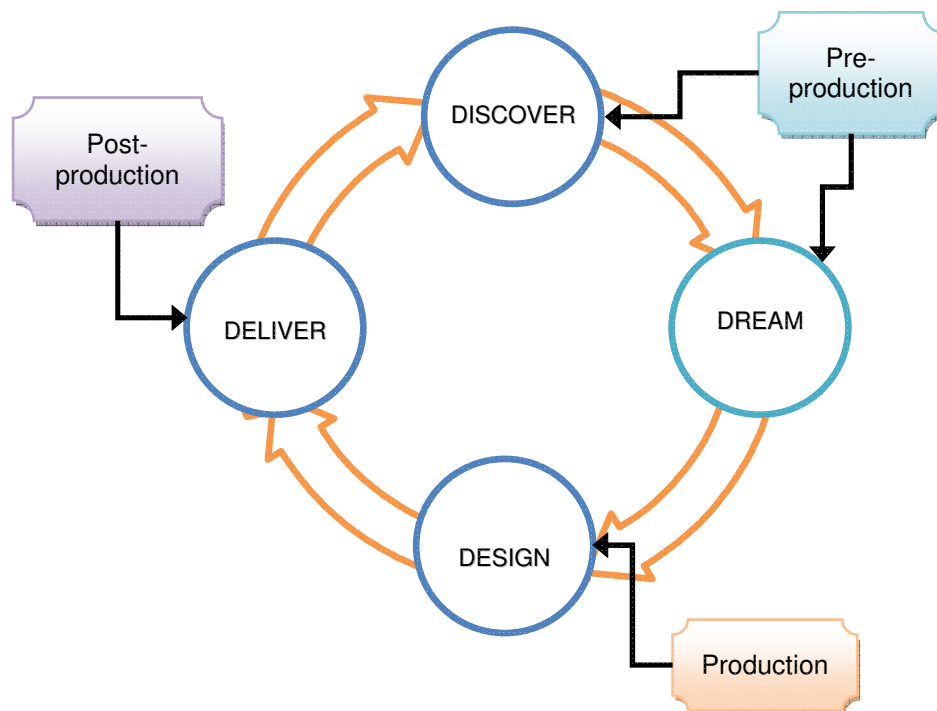 Pre-
production
DISCOVER
Post-
production
DREAM
DELIVER
DESIGN
Production